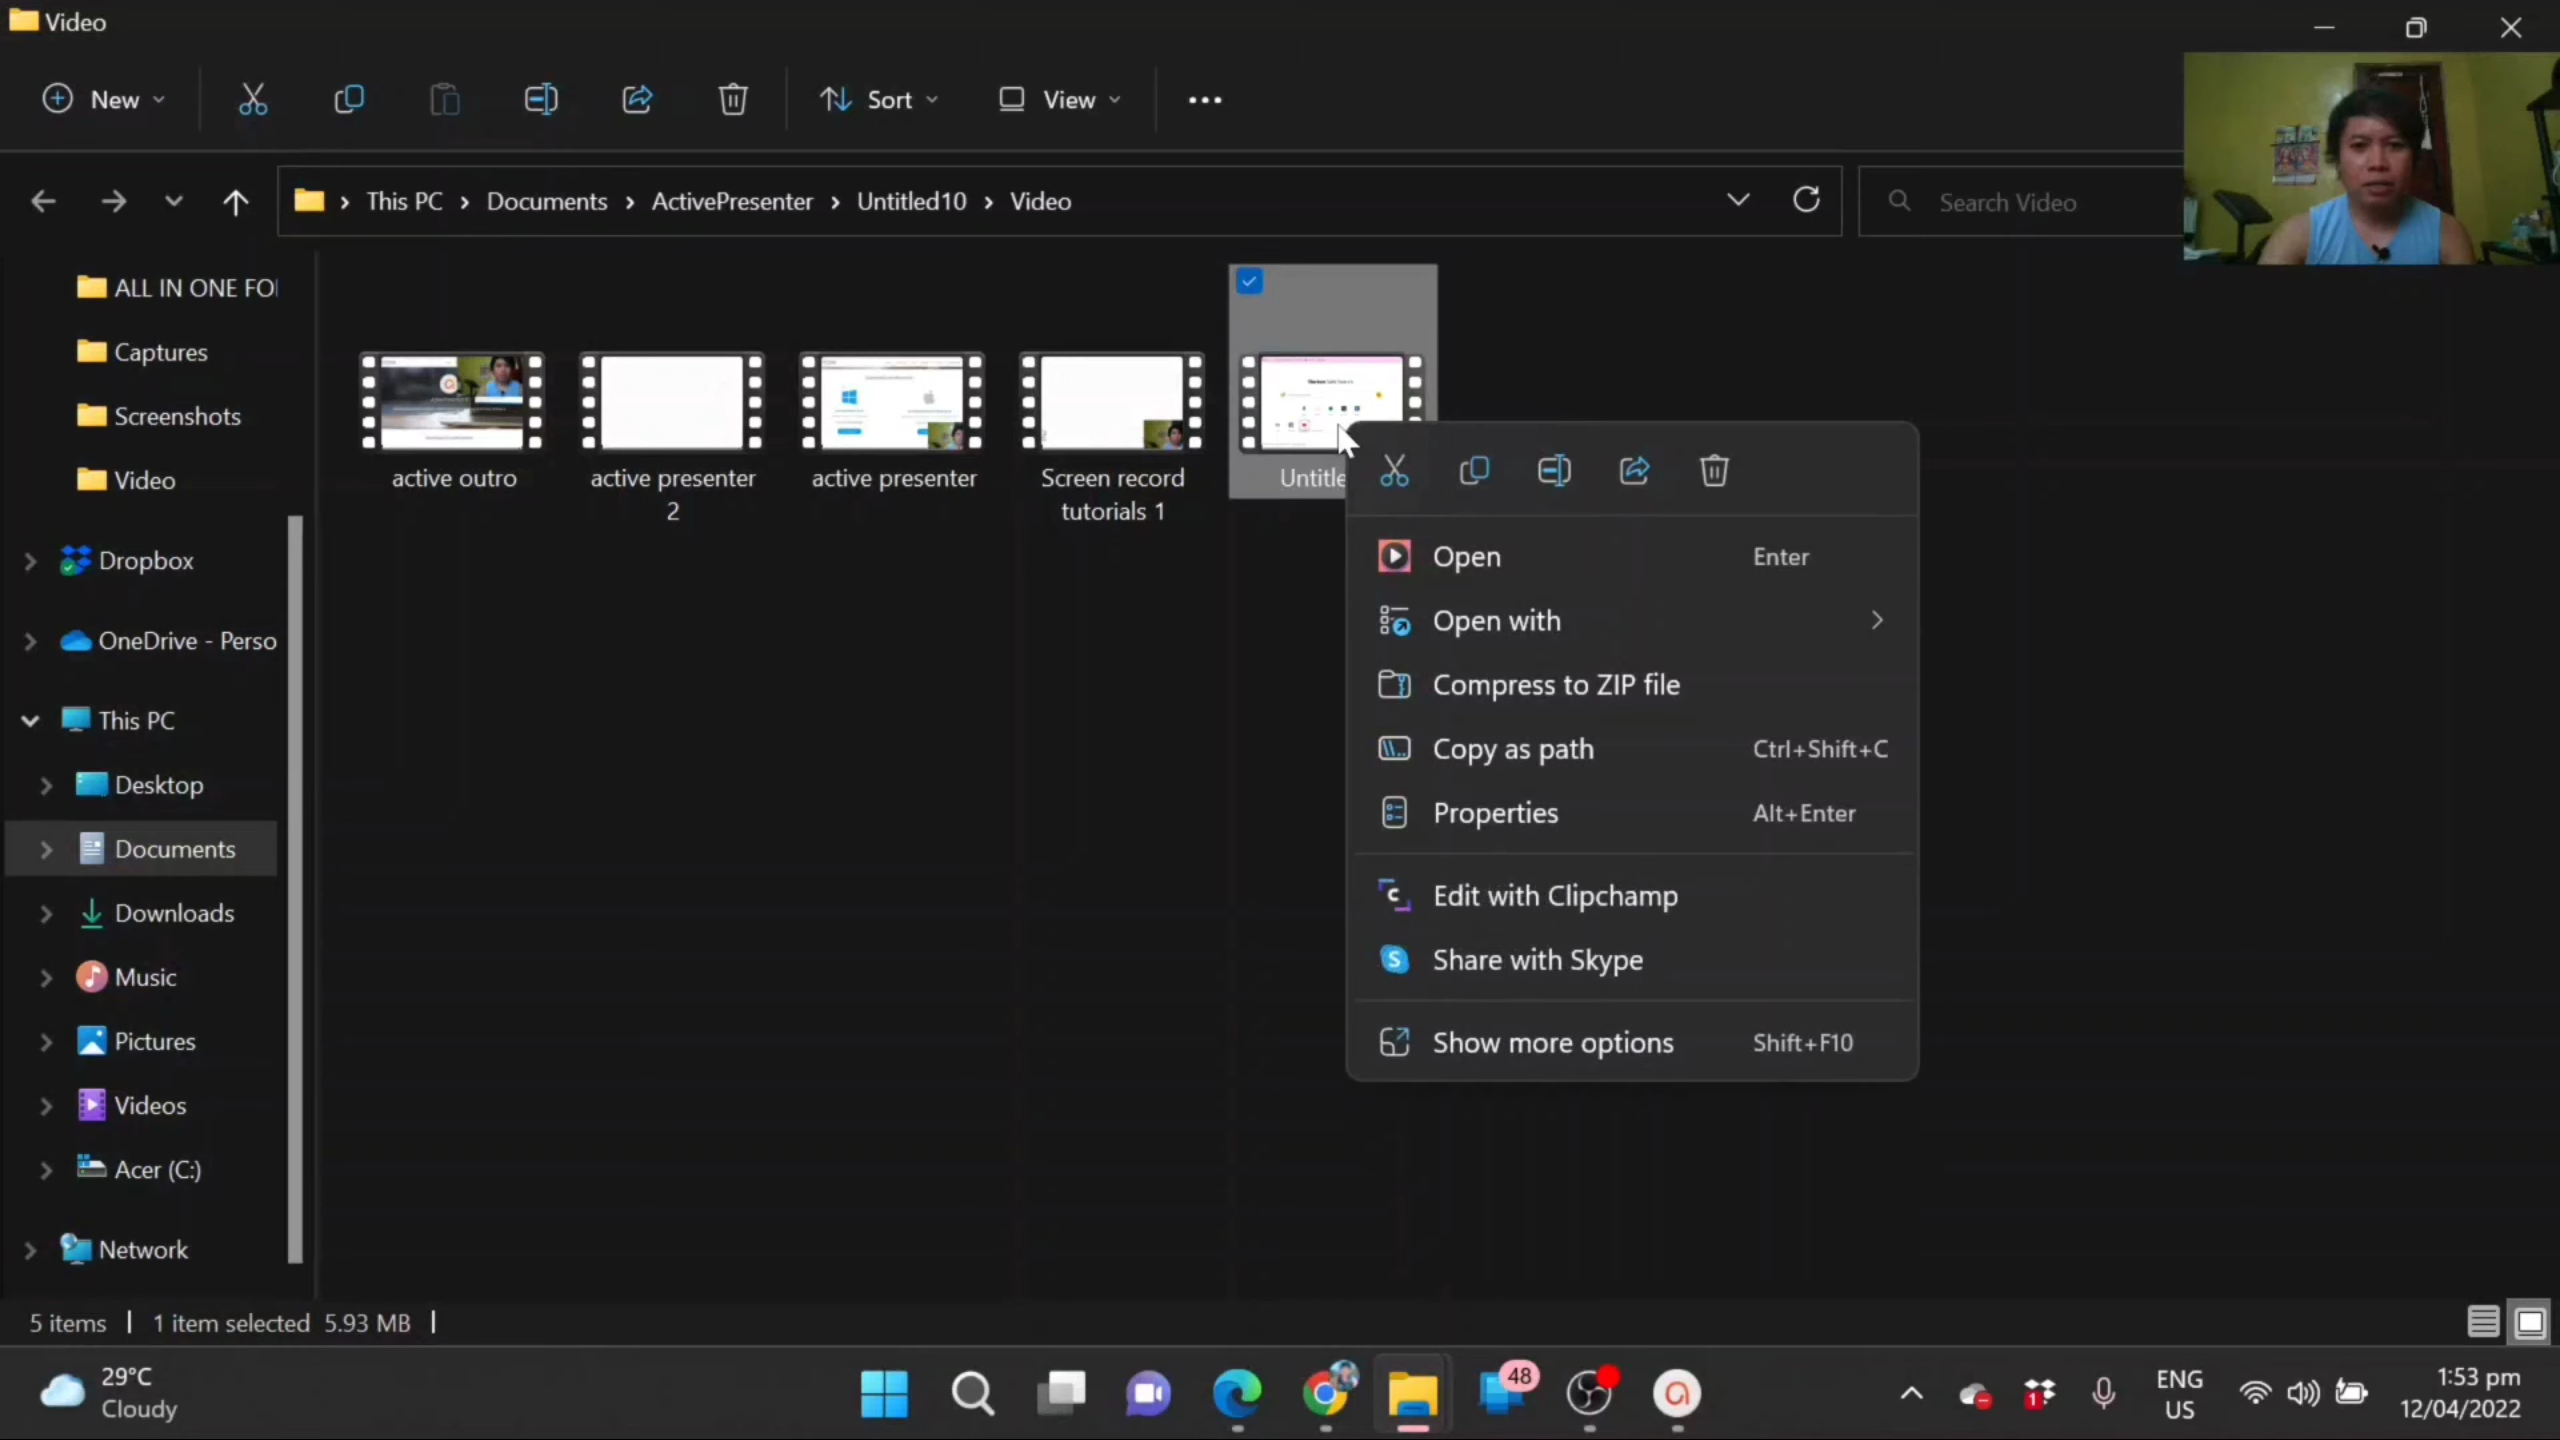 Video
New
Sort
View
This PC
Documents
ActivePresenter
Untitled10
Video
Search Video
ALL IN ONE FO
Captures
Screenshots
Video
Dropbox
OneDrive - Perso
This PC
Desktop
Documents
Downloads
Music
Pictures
Videos
Acer (C:)
Network
active outro
active presenter
2
active presenter
Screen record
tutorials 1
Untitle
Open Enter
Open with
Compress to ZIP file
Copy as path Ctrl+Shift+C
Properties Alt+Enter
Edit with Clipchamp
Share with Skype
Show more options Shift+F10
5 items
1 item selected 5.93 MB
29°C
Cloudy
48
1
ENG
US
1:53 pm
12/04/2022